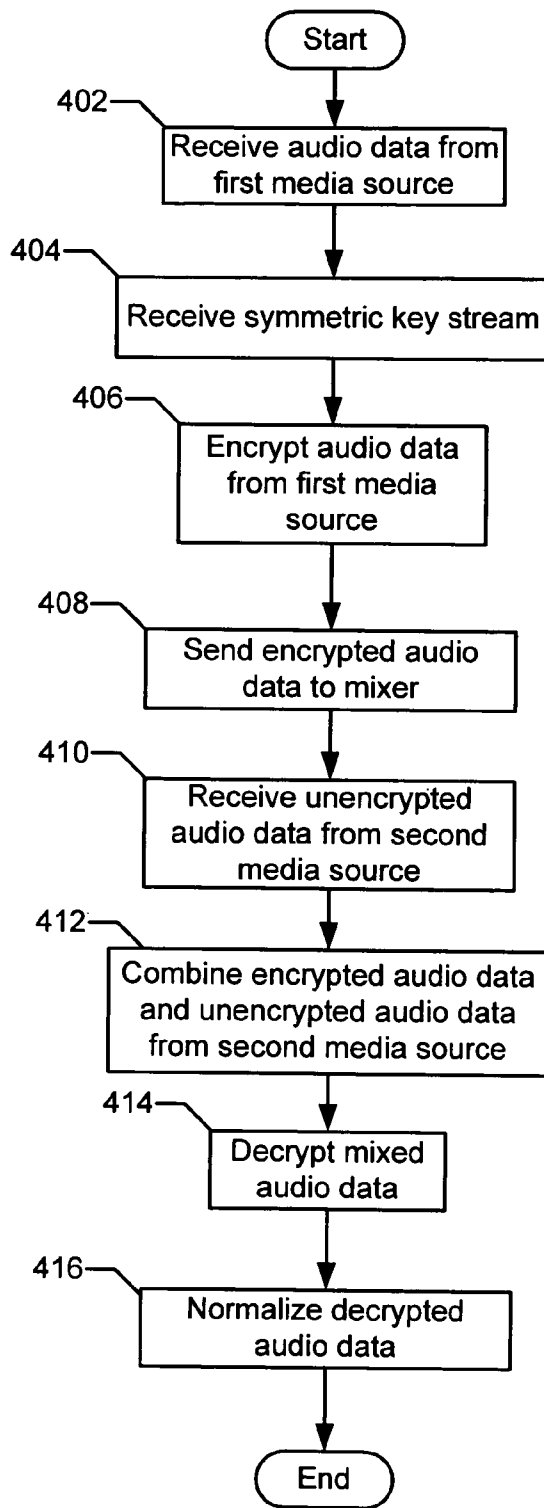 Start
402
Receive audio data from
first media source
404
Receive symmetric key stream
406
Encrypt audio data
from first media
source
408
Send encrypted audio
data to mixer
410
Receive unencrypted
audio data from second
media source
412
Combine encrypted audio data
and unencrypted audio data
from second media source
414
Decrypt mixed
audio data
416
Normalize decrypted
audio data
End